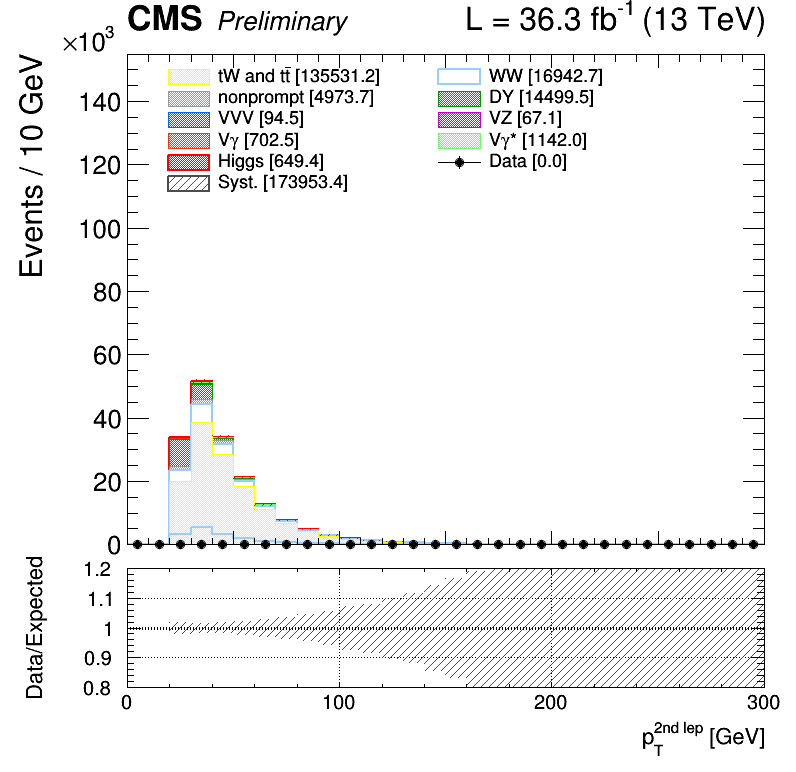 CMS Preliminary L = 36.3 fb⁻¹ (13 TeV)
×10³
tW and tt̄ [135531.2] WW [16942.7]
nonprompt [4973.7] DY [14499.5]
VVV [94.5] VZ [67.1]
Vγ [702.5] Vγ* [1142.0]
Higgs [649.4] Data [0.0]
Syst. [173953.4]
Events / 10 GeV
140
120
100
80
60
40
20
0
Data/Expected
1.2
1.1
1
0.9
0.8
0 100 200 300
p_T^2nd lep [GeV]